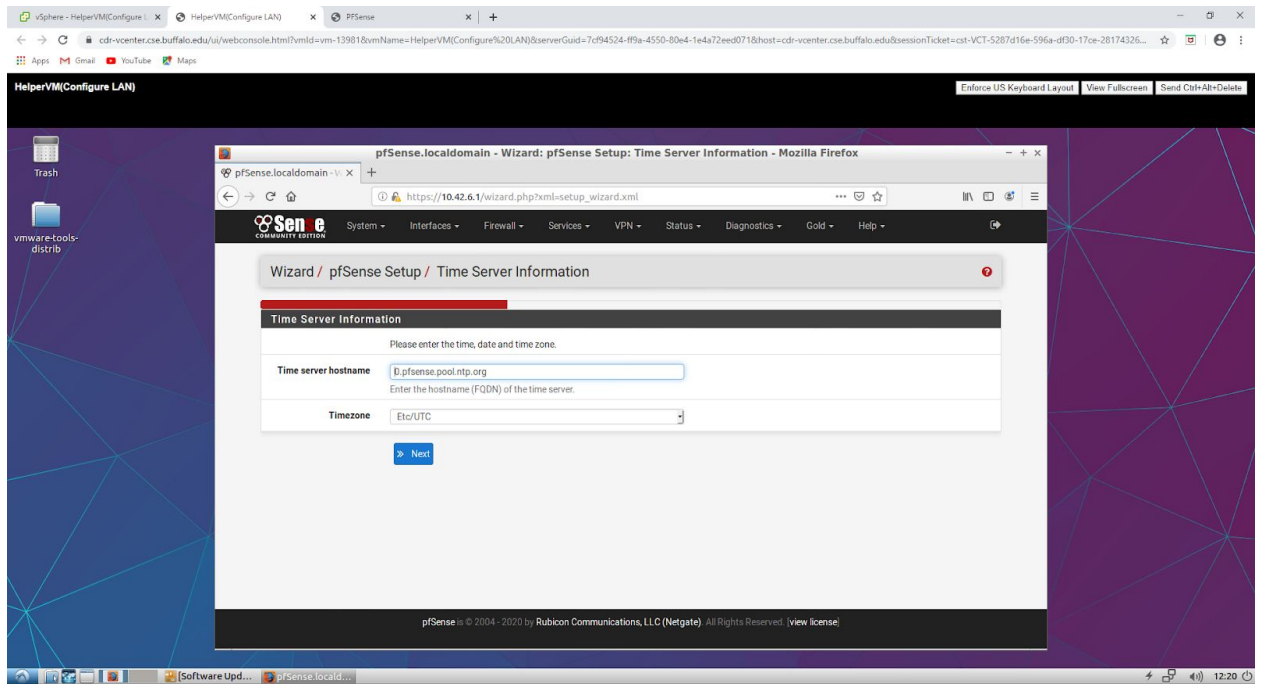 vSphere - HelperVM(Configure L
HelperVM(Configure LAN)
PFSense
cdr-vcenter.cse.buffalo.edu/ui/webconsole.html?vmId=vm-13981&vmName=HelperVM(Configure%20LAN)&serverGuid=7cf94524-ff9a-4550-80e4-1e4a72eed071&host=cdr-vcenter.cse.buffalo.edu&sessionTicket=cst-VCT-5287d16e-596a-df30-17ce-28174326...
Apps Gmail YouTube Maps
HelperVM(Configure LAN)
Enforce US Keyboard Layout View Fullscreen Send Ctrl+Alt+Delete
Trash
vmware-tools-
distrib
pfSense.localdomain - Wizard: pfSense Setup: Time Server Information - Mozilla Firefox
pfSense.localdomain - W
https://10.42.6.1/wizard.php?xml=setup_wizard.xml
Sense
COMMUNITY EDITION
System Interfaces Firewall Services VPN Status Diagnostics Gold Help
Wizard / pfSense Setup / Time Server Information
Time Server Information
Please enter the time, date and time zone.
Time server hostname
0.pfsense.pool.ntp.org
Enter the hostname (FQDN) of the time server.
Timezone
Etc/UTC
Next
pfSense is © 2004 - 2020 by Rubicon Communications, LLC (Netgate). All Rights Reserved. [view license]
[Software Upd...
pfSense.locald...
12:20